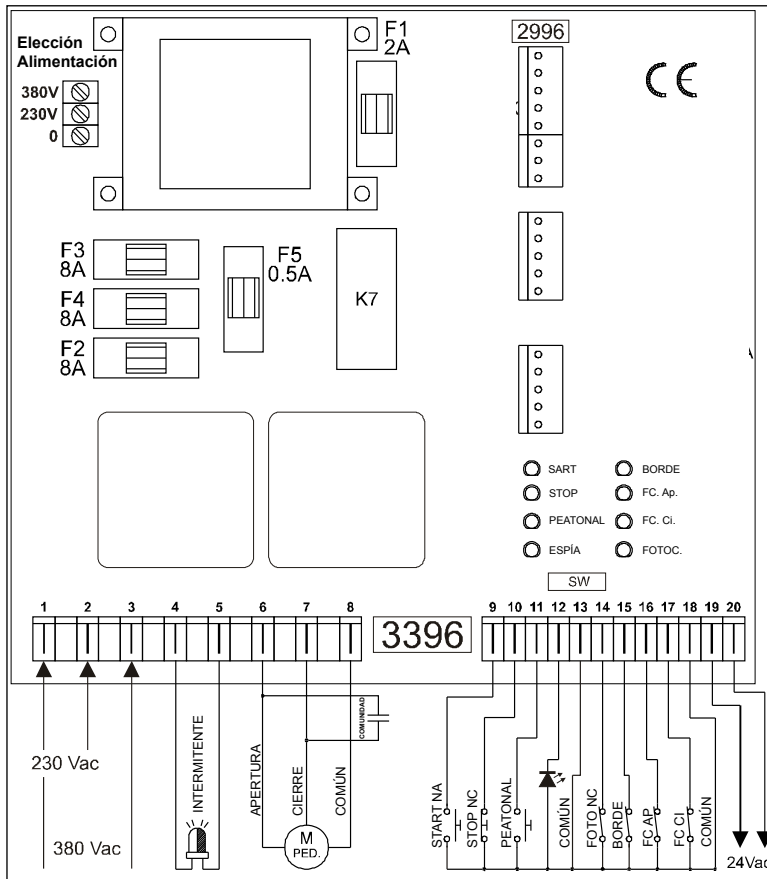 Elección
Alimentación
380V
230V
0
F1
2A
2996
CE
F3
8A
F4
8A
F2
8A
F5
0.5A
K7
SART
STOP
PEATONAL
ESPÍA
BORDE
FC. Ap.
FC. Ci.
FOTOC.
SW
1 2 3 4 5 6 7 8
3396
9 10 11 12 13 14 15 16 17 18 19 20
230 Vac
380 Vac
INTERMITENTE
APERTURA
CIERRE
COMÚN
COMUNIDAD
M
PED.
START NA
STOP NC
PEATONAL
COMÚN
FOTO NC
BORDE
FC AP
FC CI
COMÚN
24Vac